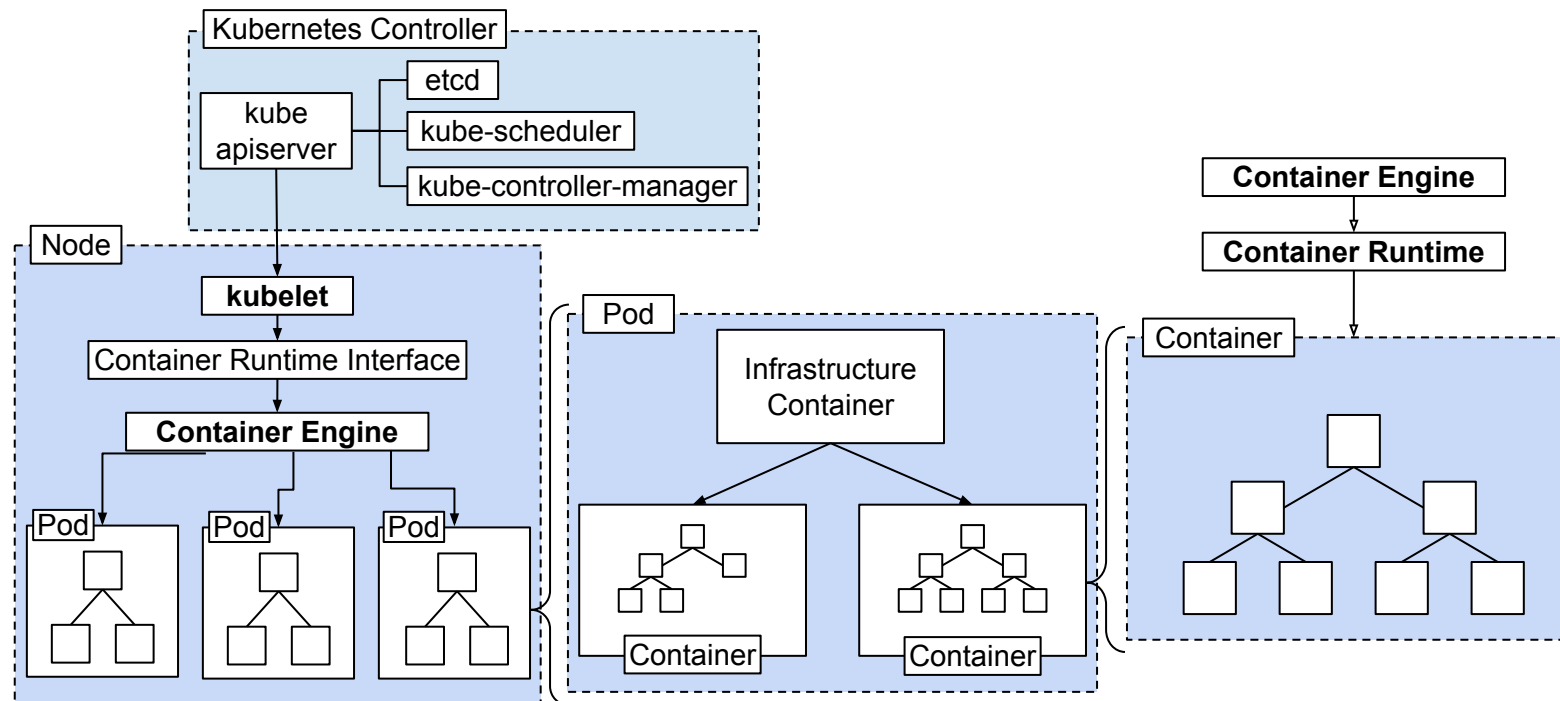 Kubernetes Controller
etcd
kube
apiserver
kube-scheduler
kube-controller-manager
Node
kubelet
Container Runtime Interface
Container Engine
Pod
Pod
Pod
Pod
Infrastructure
Container
Container
Container
Container Engine
Container Runtime
Container